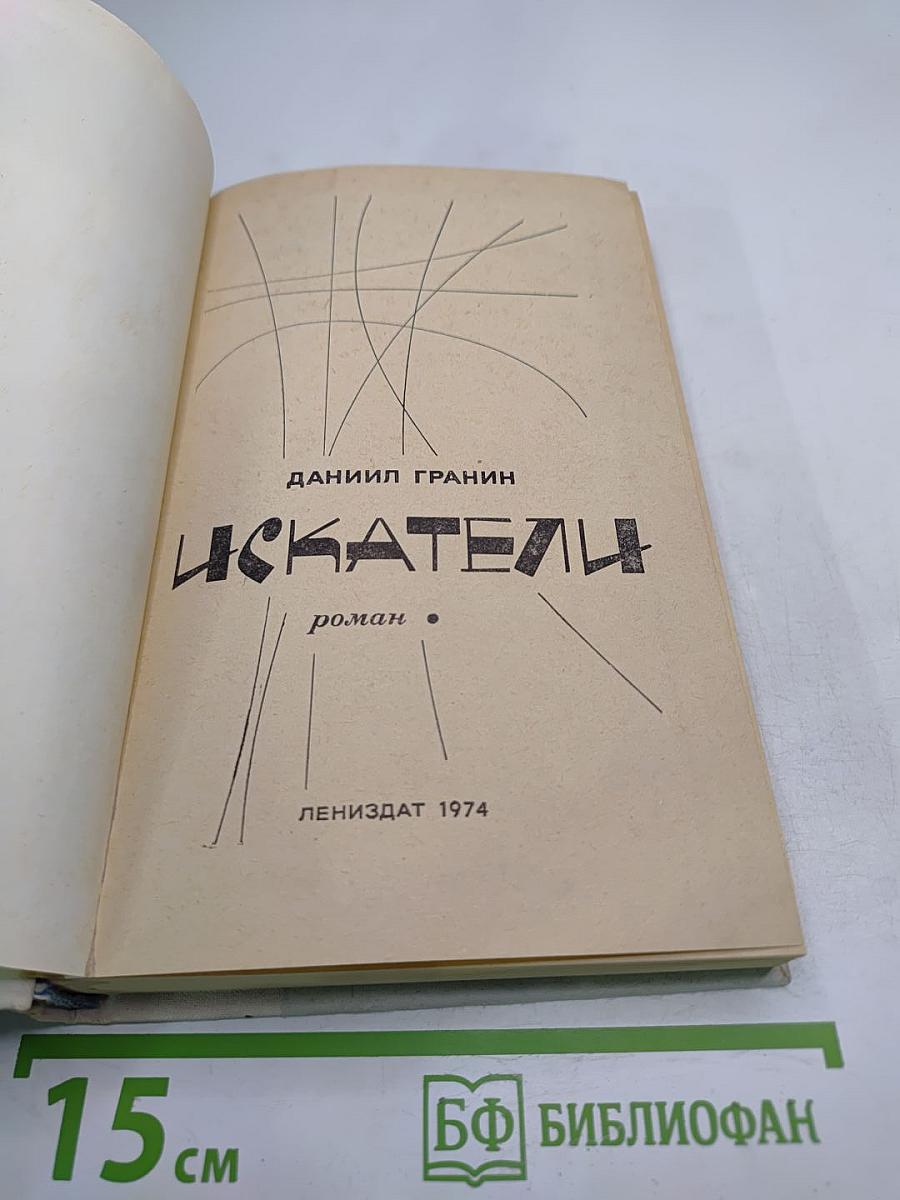 ДАНИИЛ ГРАНИН
ИСКАТЕЛИ
роман •
ЛЕНИЗДАТ 1974
15 см
БФ БИБЛИОФАН